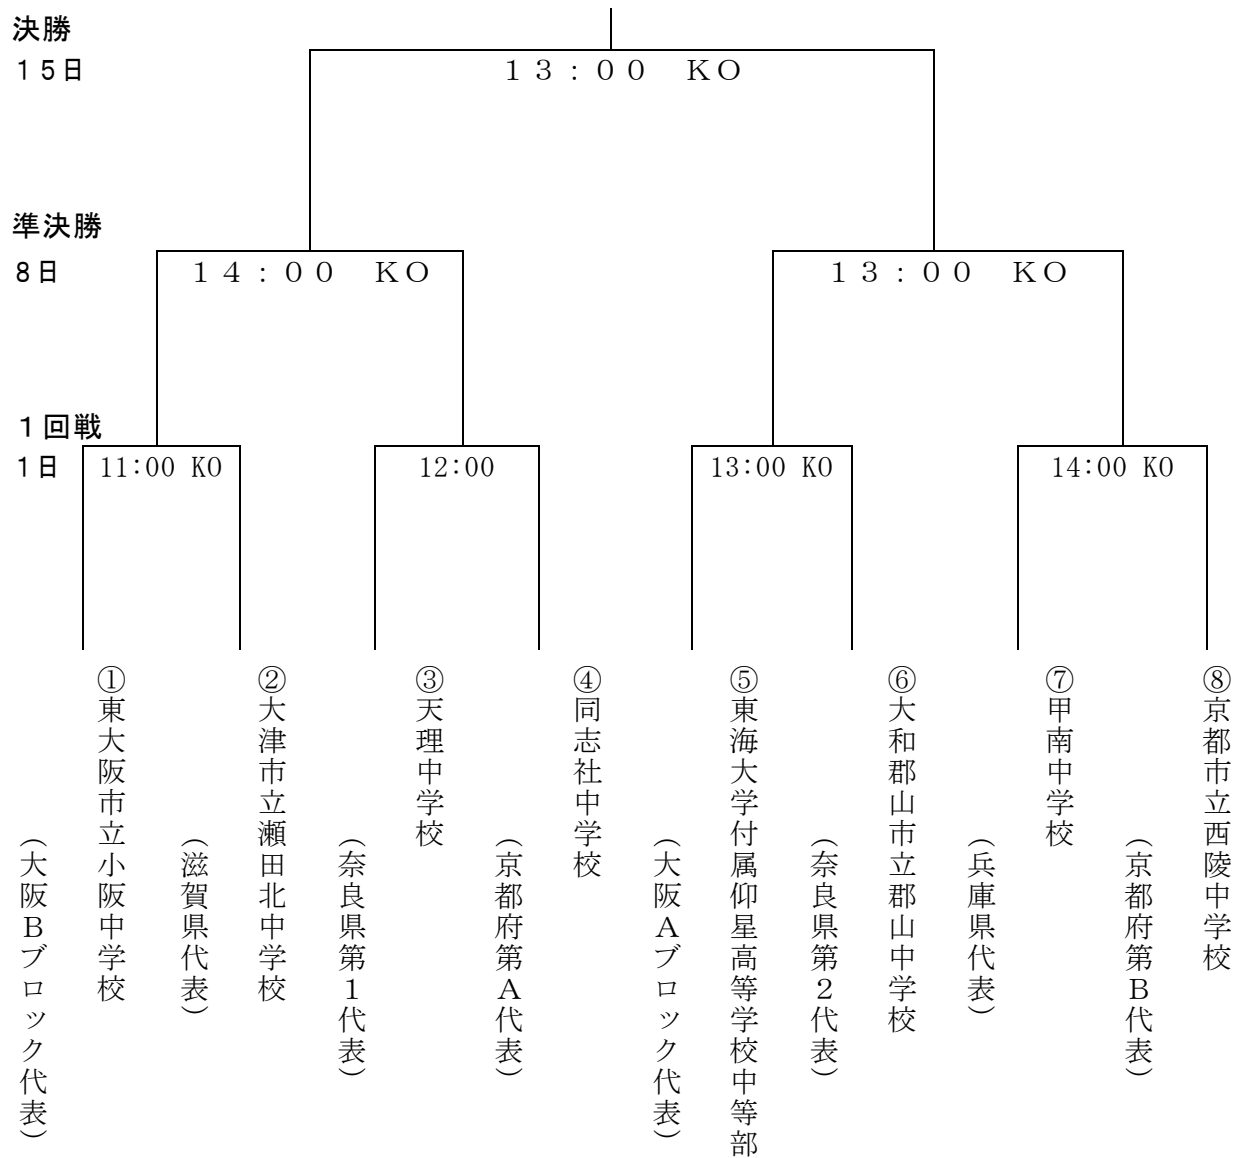 決勝
１５日
１３：００　ＫＯ
準決勝
８日
１４：００　ＫＯ
１３：００　ＫＯ
１回戦
１日
11:00 KO
12:00
13:00 KO
14:00 KO
①東大阪市立小阪中学校
（大阪Ｂブロック代表）
②大津市立瀬田北中学校
（滋賀県代表）
③天理中学校
（奈良県第１代表）
④同志社中学校
（京都府第Ａ代表）
⑤東海大学付属仰星高等学校中等部
（大阪Ａブロック代表）
⑥大和郡山市立郡山中学校
（奈良県第２代表）
⑦甲南中学校
（兵庫県代表）
⑧京都市立西陵中学校
（京都府第Ｂ代表）